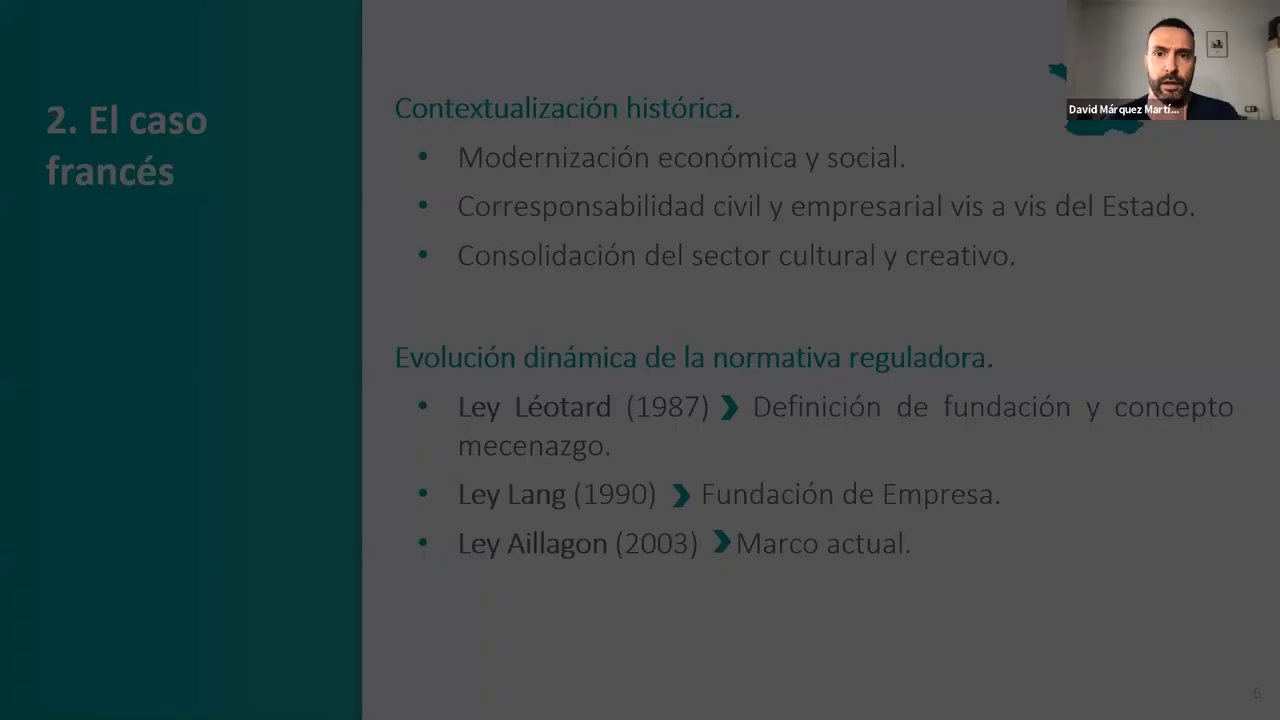 2. El caso
francés
Contextualización histórica.
• Modernización económica y social.
• Corresponsabilidad civil y empresarial vis a vis del Estado.
• Consolidación del sector cultural y creativo.
Evolución dinámica de la normativa reguladora.
• Ley Léotard (1987) Definición de fundación y concepto
mecenazgo.
• Ley Lang (1990) Fundación de Empresa.
• Ley Aillagon (2003) Marco actual.
David Márquez Martí...
6